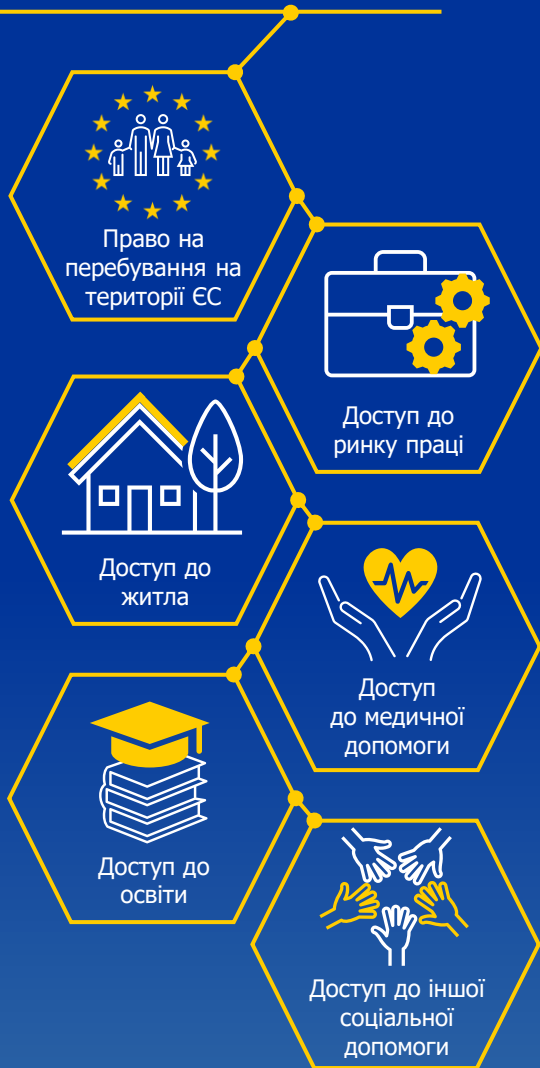 Право на
перебування на
території ЄС
Доступ до
ринку праці
Доступ до
житла
Доступ
до медичної
допомоги
Доступ до
освіти
Доступ до іншої
соціальної
допомоги